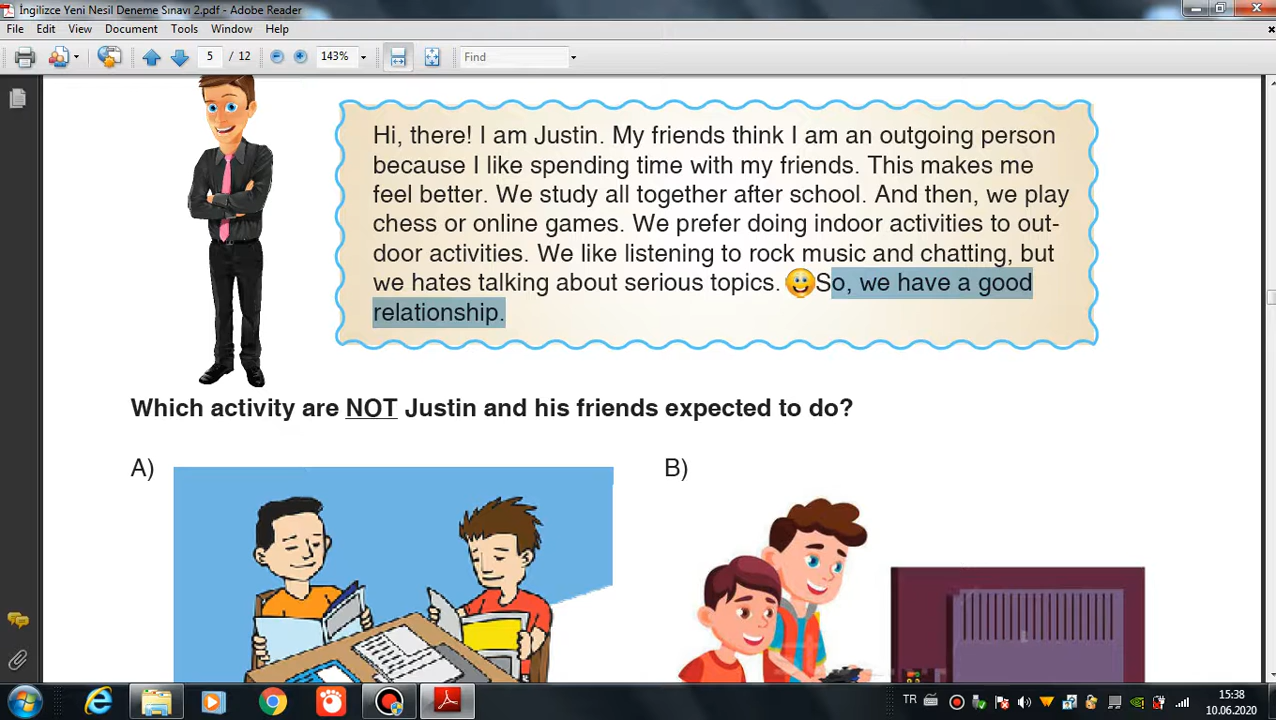 İngilizce Yeni Nesil Deneme Sınavı 2.pdf - Adobe Reader
File Edit View Document Tools Window Help
5 / 12 143% Find
Hi, there! I am Justin. My friends think I am an outgoing person
because I like spending time with my friends. This makes me
feel better. We study all together after school. And then, we play
chess or online games. We prefer doing indoor activities to out-
door activities. We like listening to rock music and chatting, but
we hates talking about serious topics. So, we have a good
relationship.
Which activity are NOT Justin and his friends expected to do?
A)
B)
TR
15:38
10.06.2020